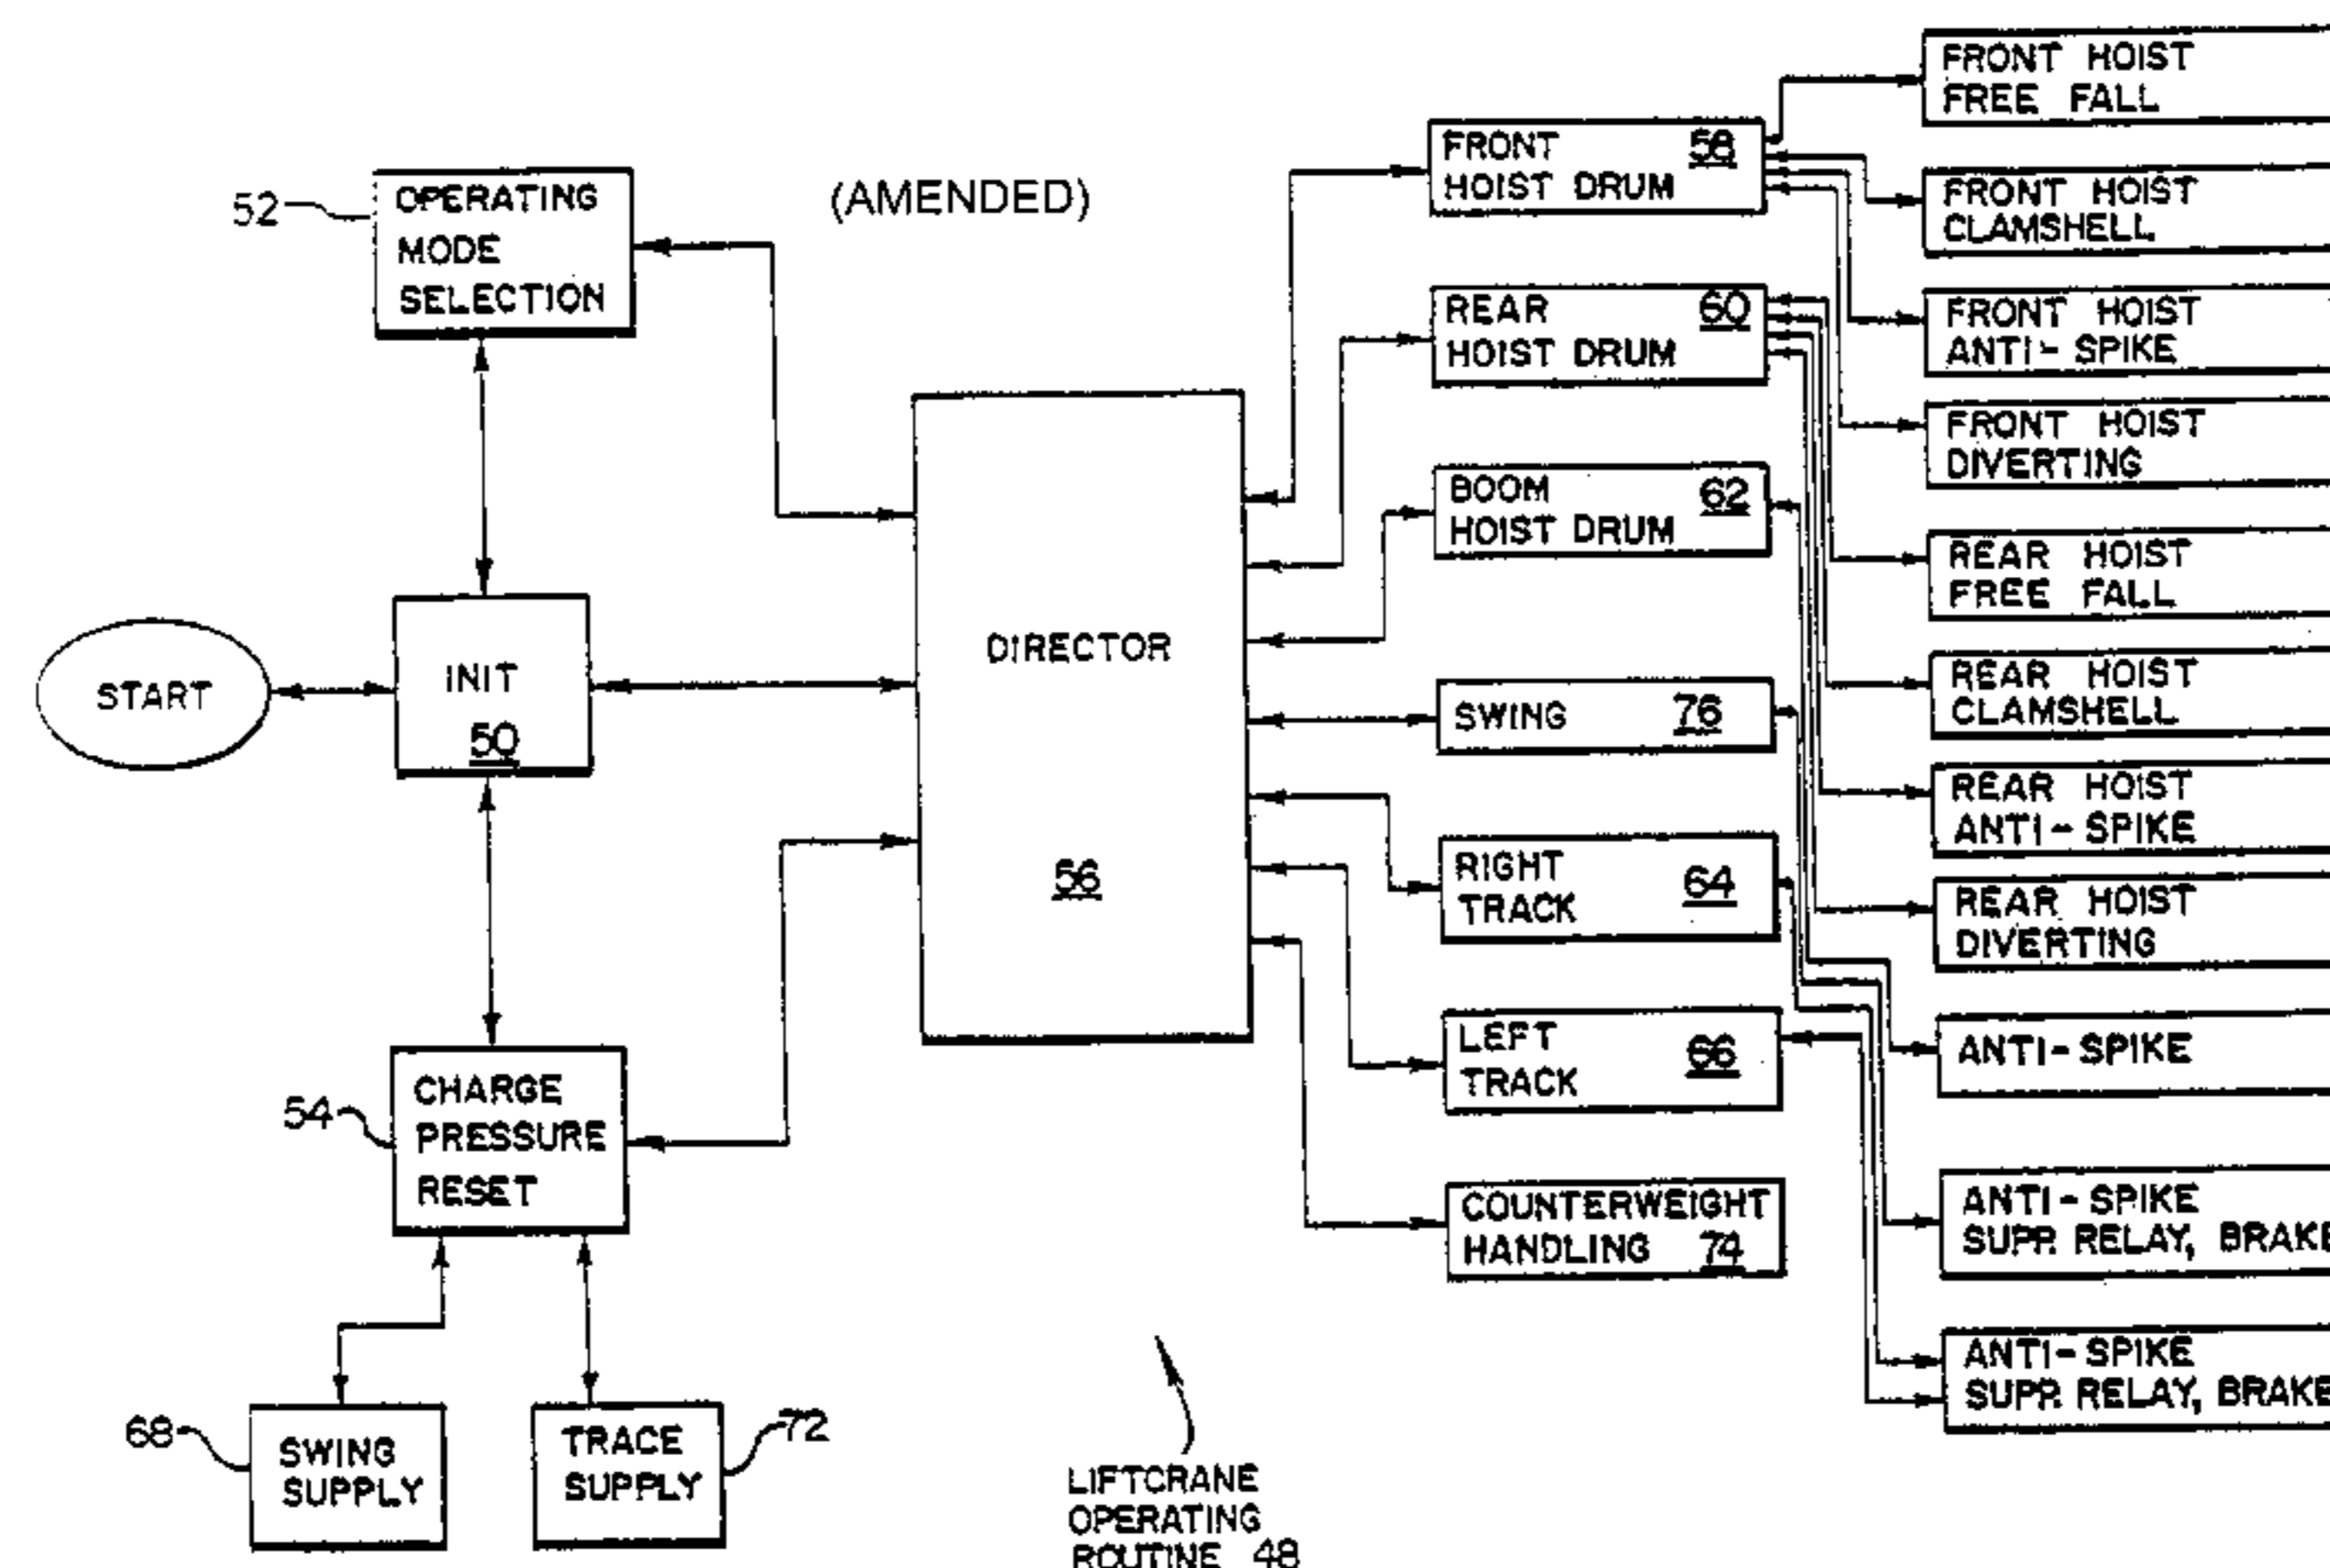 (AMENDED)
52
OPERATING
MODE
SELECTION
START
INIT
50
54
CHARGE
PRESSURE
RESET
68
SWING
SUPPLY
TRACE
SUPPLY
72
DIRECTOR
56
FRONT 58
HOIST DRUM
REAR 60
HOIST DRUM
BOOM 62
HOIST DRUM
SWING 76
RIGHT 64
TRACK
LEFT 66
TRACK
COUNTERWEIGHT
HANDLING 74
FRONT HOIST
FREE FALL
FRONT HOIST
CLAMSHELL
FRONT HOIST
ANTI-SPIKE
FRONT HOIST
DIVERTING
REAR HOIST
FREE FALL
REAR HOIST
CLAMSHELL
REAR HOIST
ANTI-SPIKE
REAR HOIST
DIVERTING
ANTI-SPIKE
ANTI-SPIKE
SUPP. RELAY, BRAKE
ANTI-SPIKE
SUPP. RELAY, BRAKE
LIFTCRANE
OPERATING
ROUTINE 48